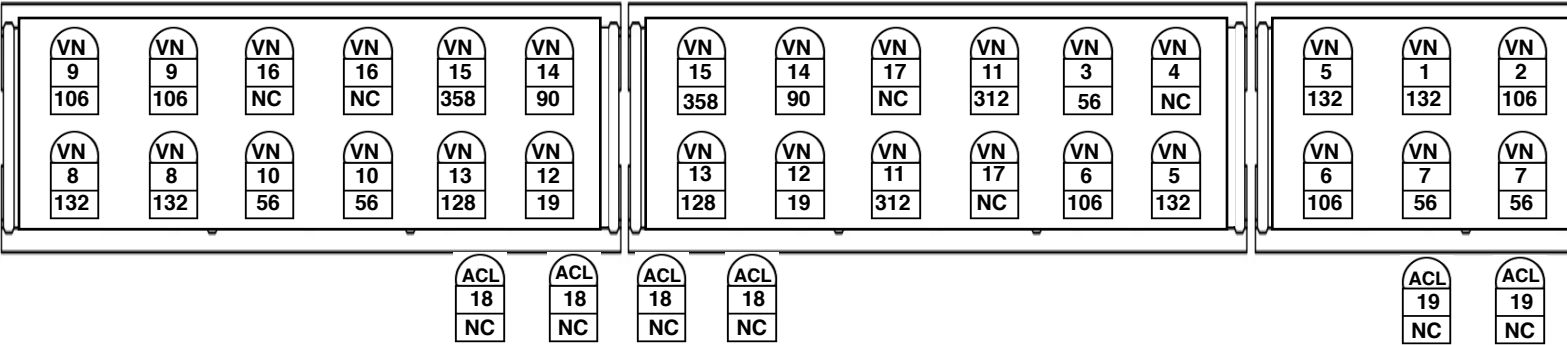 VN VN VN VN VN VN VN VN VN VN VN VN VN VN VN
9 9 16 16 15 14 15 14 17 11 3 4 5 1 2
106 106 NC NC 358 90 358 90 NC 312 56 NC 132 132 106
VN VN VN VN VN VN VN VN VN VN VN VN VN VN VN
8 8 10 10 13 12 13 12 11 17 6 5 6 7 7
132 132 56 56 128 19 128 19 312 NC 106 132 106 56 56
ACL ACL ACL ACL ACL ACL
18 18 18 18 19 19
NC NC NC NC NC NC